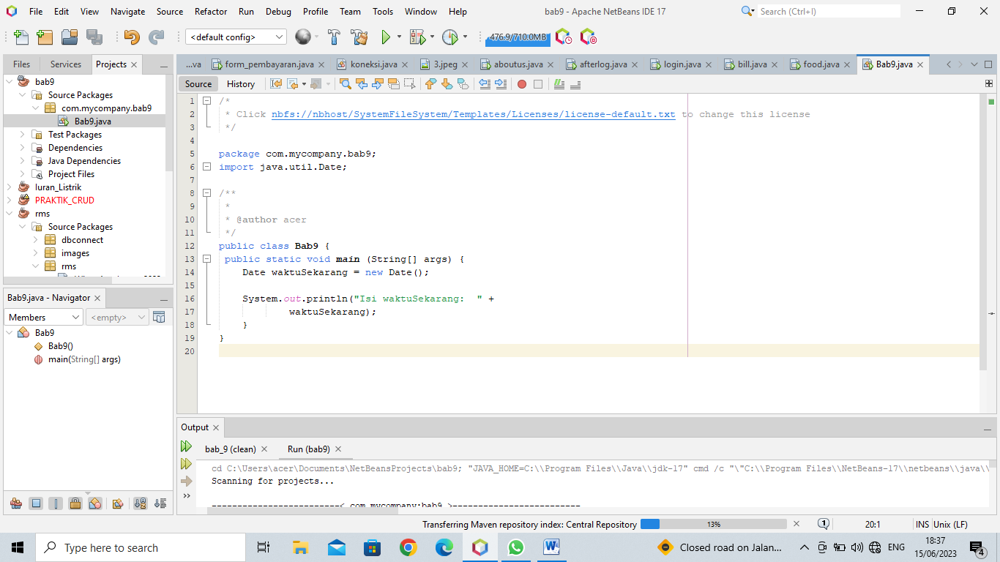 File Edit View Navigate Source Refactor Run Debug Profile Team Tools Window Help
bab9 - Apache NetBeans IDE 17
Search (Ctrl+I)
<default config>
476.9/710.0MB
Files Services Projects
...va form_pembayaran.java koneksi.java 3.jpeg aboutus.java afterlog.java login.java bill.java food.java Bab9.java
bab9
Source Packages
com.mycompany.bab9
Bab9.java
Test Packages
Dependencies
Java Dependencies
Project Files
Iuran_Listrik
PRAKTIK_CRUD
rms
Source Packages
dbconnect
images
rms
Source History
1 /*
2 * Click nbfs://nbhost/SystemFileSystem/Templates/Licenses/license-default.txt to change this license
3 */
4
5 package com.mycompany.bab9;
6 import java.util.Date;
7
8 /**
9 *
10 * @author acer
11 */
12 public class Bab9 {
13 public static void main (String[] args) {
14 Date waktuSekarang = new Date();
15
16 System.out.println("Isi waktuSekarang:  " +
17 waktuSekarang);
18 }
19 }
20
Bab9.java - Navigator
Members <empty>
Bab9
Bab9()
main(String[] args)
Output
bab_9 (clean) Run (bab9)
cd C:\Users\acer\Documents\NetBeansProjects\bab9; "JAVA_HOME=C:\\Program Files\\Java\\jdk-17" cmd /c "\"C:\\Program Files\\NetBeans-17\\netbeans\\java\\
Scanning for projects...
-------------------------< com.mycompany:bab9 >-------------------------
Transferring Maven repository index: Central Repository 13% 1 20:1 INS Unix (LF)
Type here to search
Closed road on Jalan...
ENG
18:37
15/06/2023
4